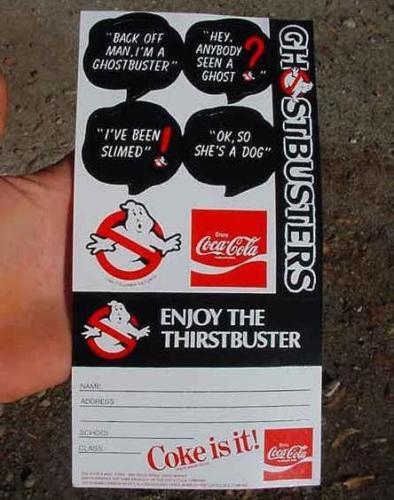 "BACK OFF
MAN, I'M A
GHOSTBUSTER"
"HEY,
ANYBODY
SEEN A
GHOST ?"
"I'VE BEEN
SLIMED"!
"OK, SO
SHE'S A DOG"
GHOSTBUSTERS
Enjoy
Coca-Cola
ENJOY THE
THIRSTBUSTER
NAME
ADDRESS
SCHOOL
CLASS
Coke is it!
Enjoy
Coca-Cola